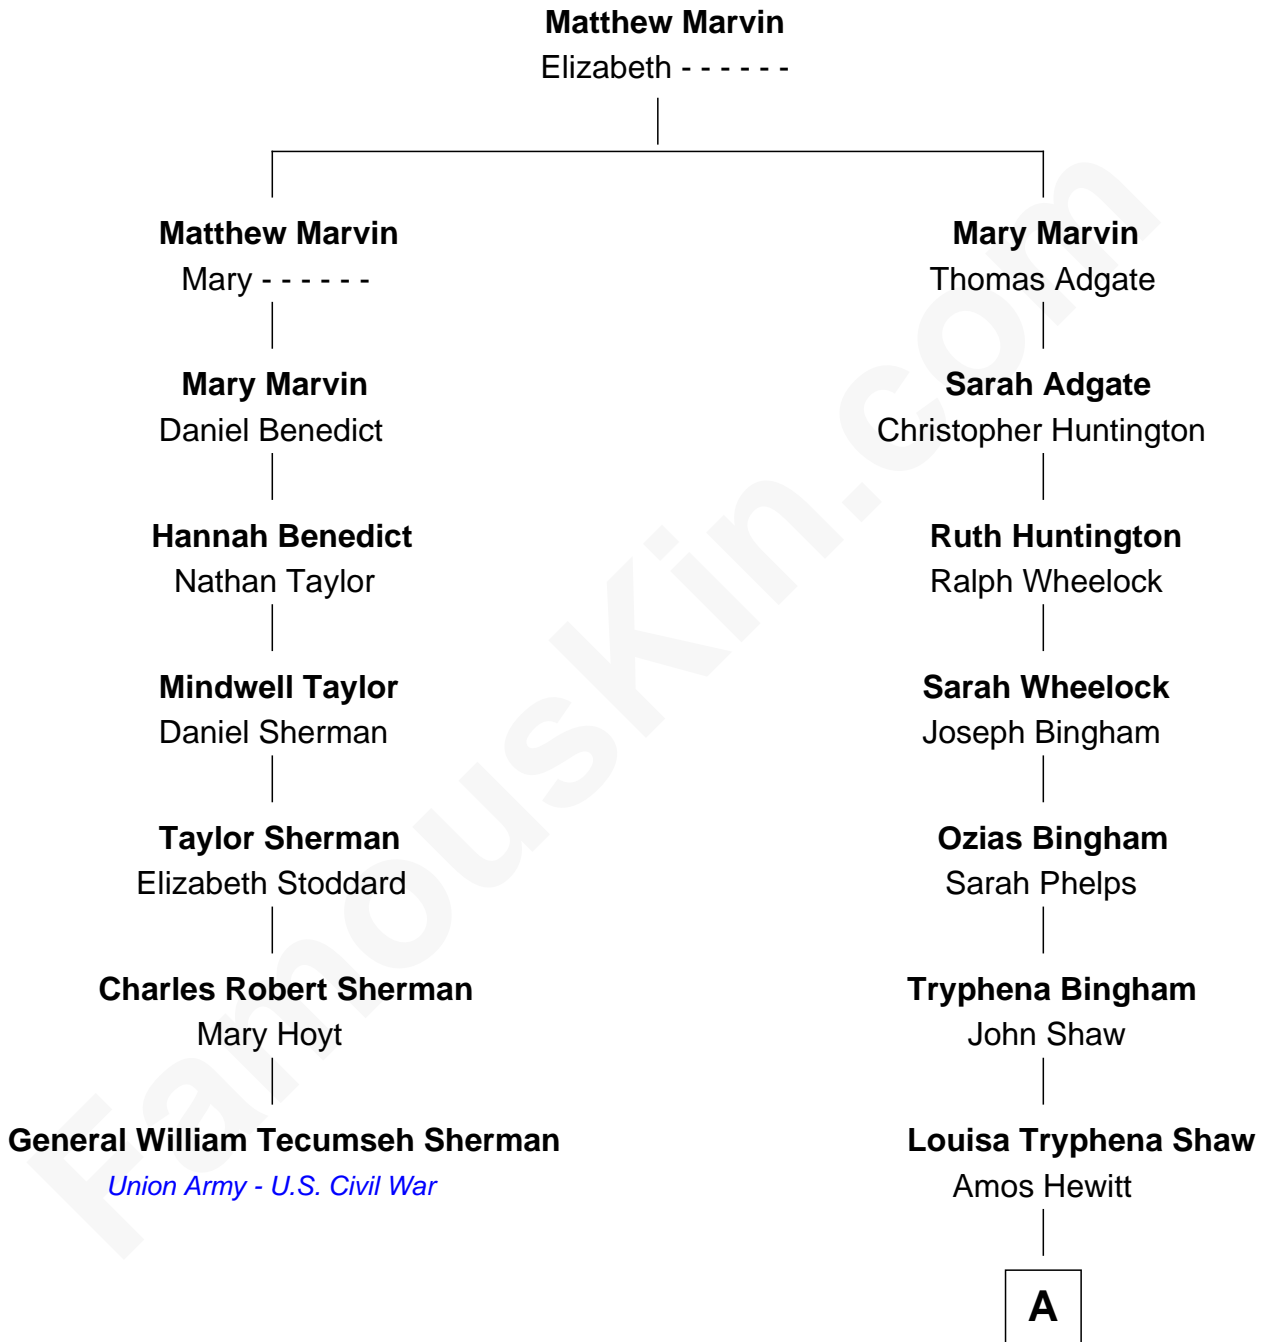 Matthew Marvin
Elizabeth - - - - - -
Matthew Marvin
Mary - - - - - -
Mary Marvin
Daniel Benedict
Hannah Benedict
Nathan Taylor
Mindwell Taylor
Daniel Sherman
Taylor Sherman
Elizabeth Stoddard
Charles Robert Sherman
Mary Hoyt
General William Tecumseh Sherman
Union Army - U.S. Civil War
Mary Marvin
Thomas Adgate
Sarah Adgate
Christopher Huntington
Ruth Huntington
Ralph Wheelock
Sarah Wheelock
Joseph Bingham
Ozias Bingham
Sarah Phelps
Tryphena Bingham
John Shaw
Louisa Tryphena Shaw
Amos Hewitt
A
FamousKin.com